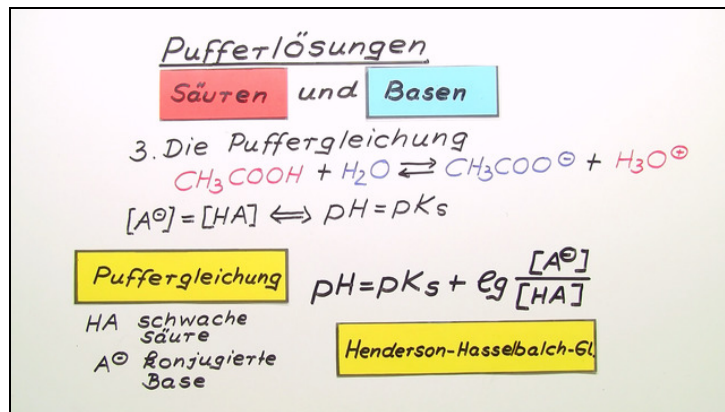 Pufferlösungen
Säuren und Basen
3. Die Puffergleichung
CH₃COOH + H₂O ⇄ CH₃COO⊖ + H₃O⊕
[A⊖] = [HA] ⟺ pH = pKs
Puffergleichung
pH = pKs + lg [A⊖]/[HA]
HA schwache
Säure
A⊖ konjugierte
Base
Henderson-Hasselbalch-Gl.